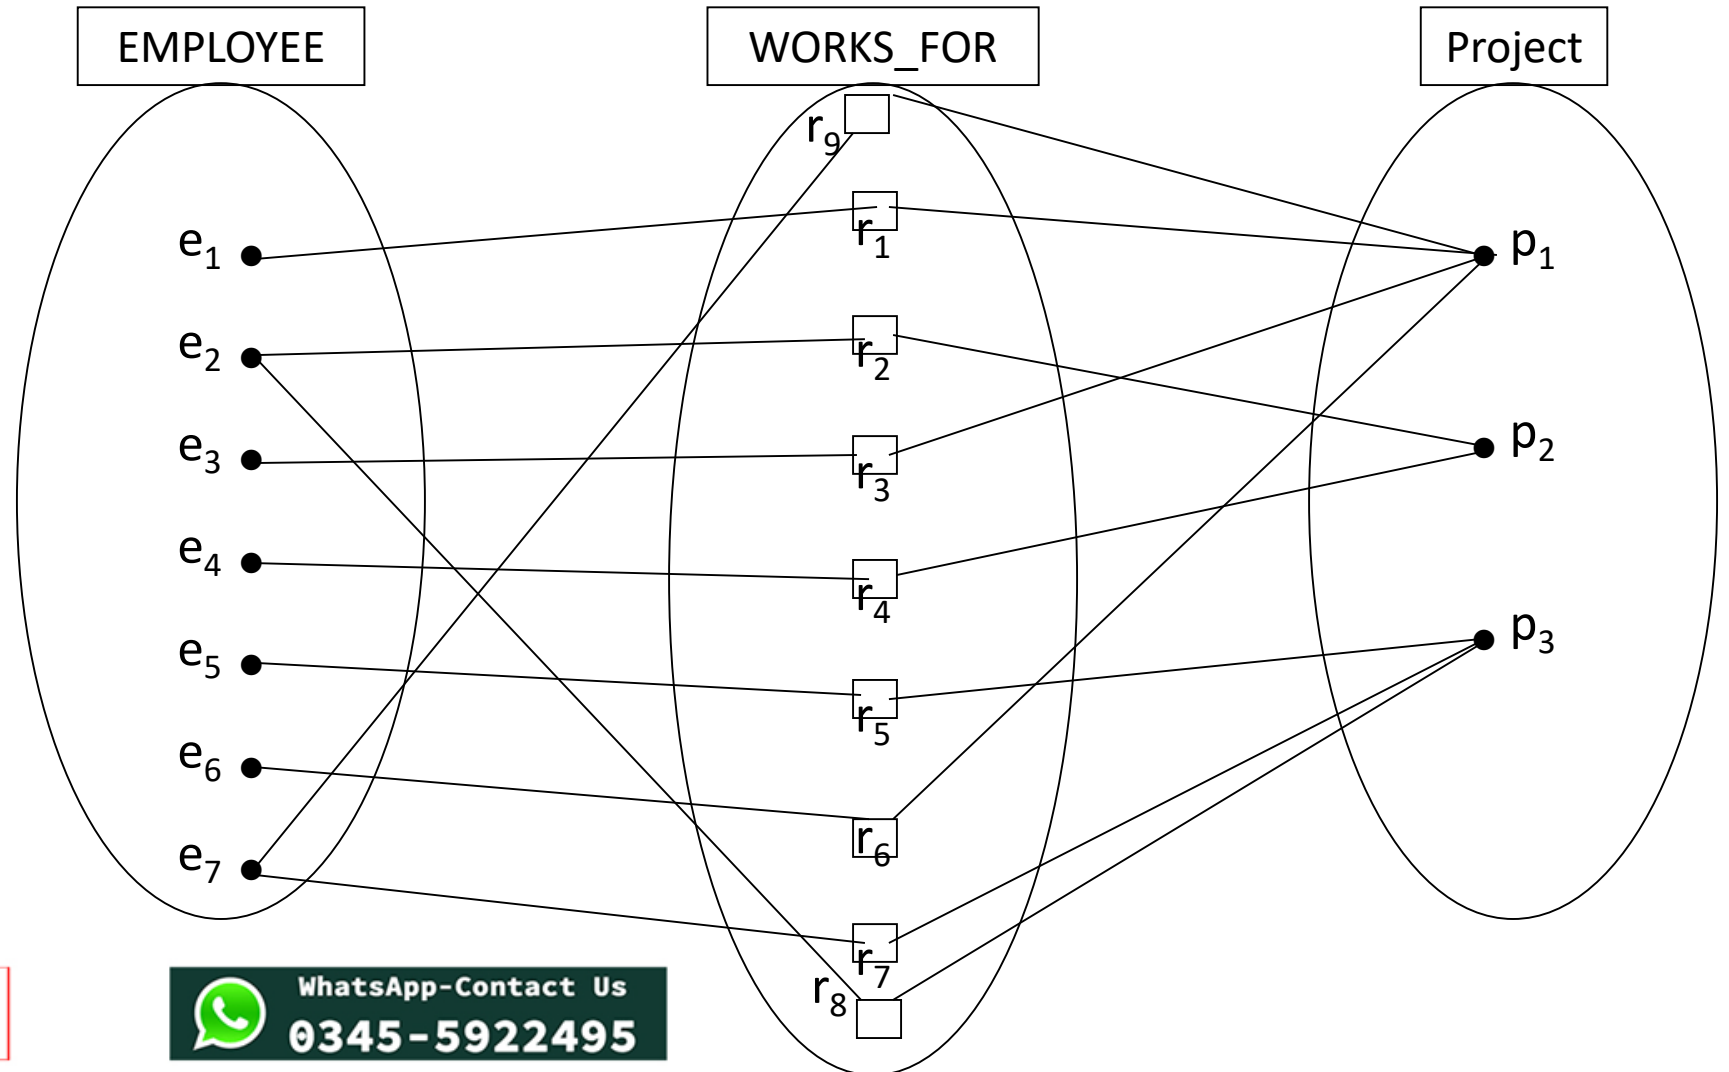 EMPLOYEE
WORKS_FOR
Project
r9
e1
r1
p1
e2
r2
e3
r3
p2
e4
r4
e5
r5
p3
e6
r6
e7
r7
r8
WhatsApp-Contact Us
0345-5922495